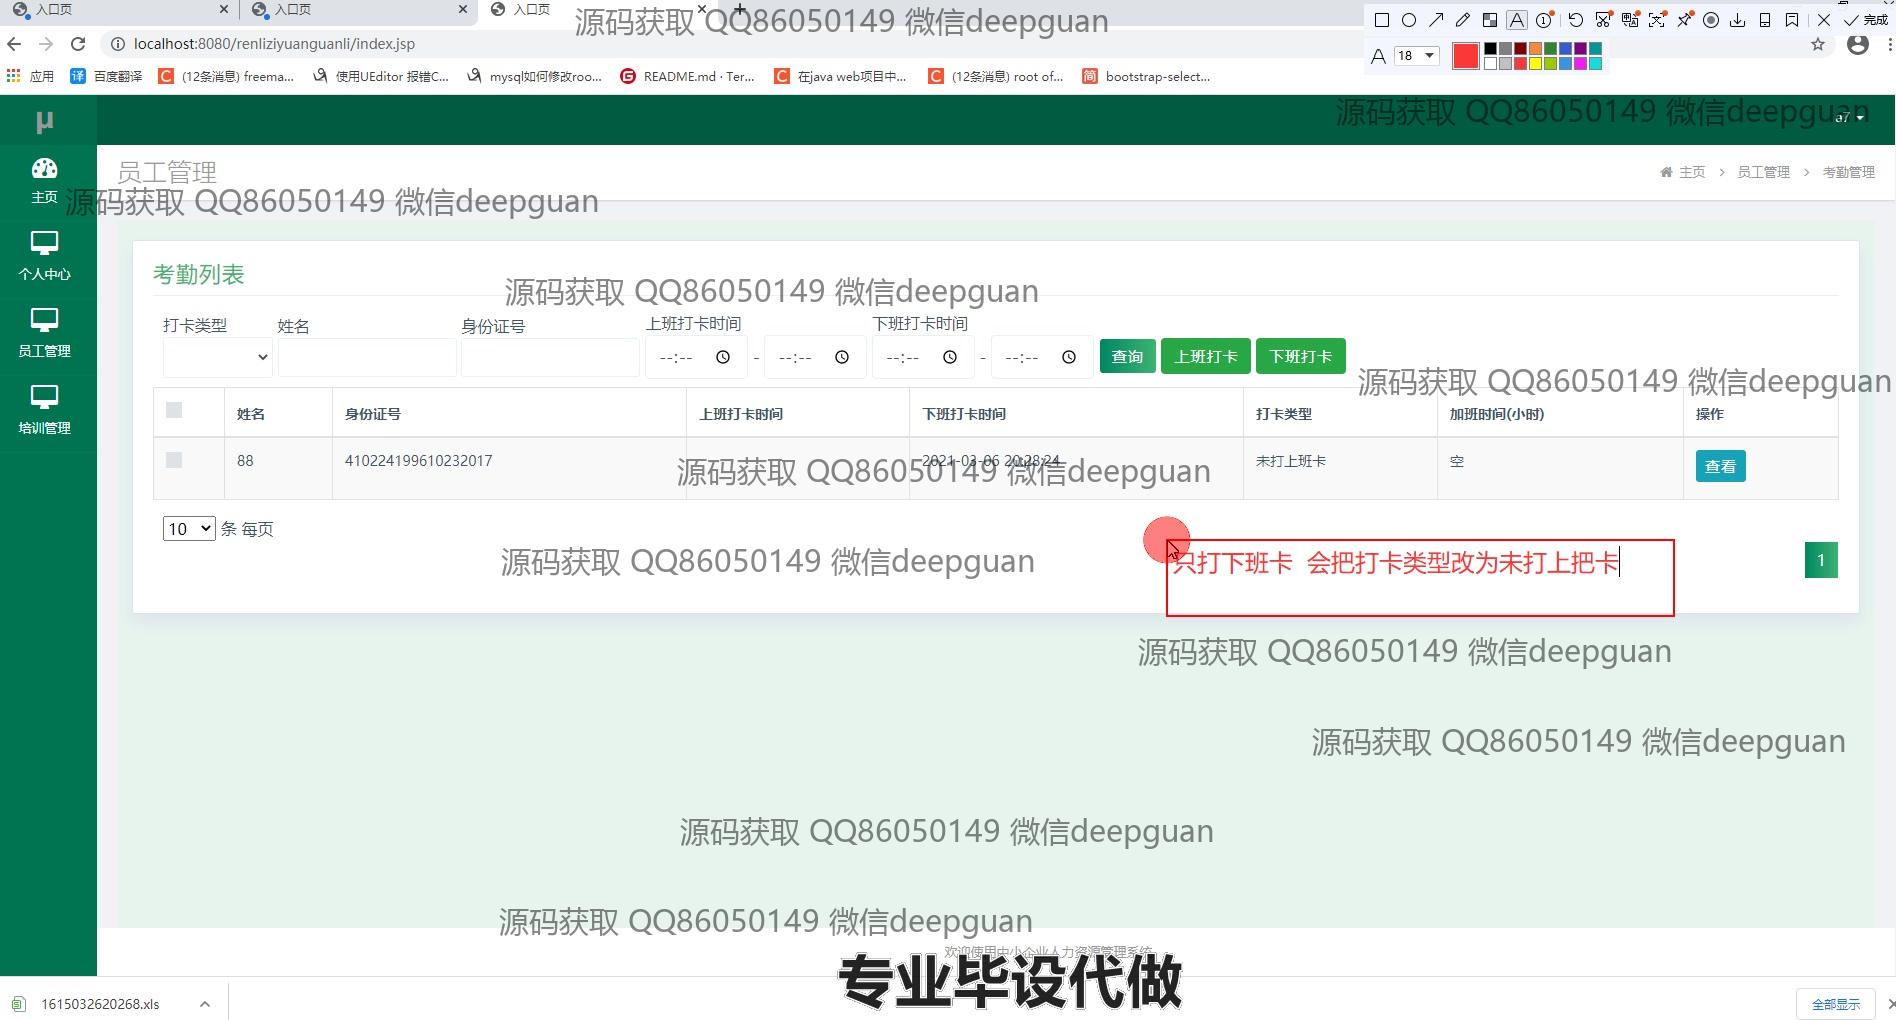 入口页
入口页
入口页
源码获取 QQ86050149 微信deepguan
完成
localhost:8080/renliziyuanguanli/index.jsp
A 18
应用
百度翻译
(12条消息) freema...
使用UEditor 报错C...
mysql如何修改roo...
README.md · Ter...
在java web项目中...
(12条消息) root of...
bootstrap-select...
源码获取 QQ86050149 微信deepguan
μ
员工管理
主页 > 员工管理 > 考勤管理
主页
源码获取 QQ86050149 微信deepguan
个人中心
员工管理
培训管理
考勤列表
源码获取 QQ86050149 微信deepguan
打卡类型 姓名 身份证号 上班打卡时间 下班打卡时间
--:-- - --:-- --:-- - --:-- 查询 上班打卡 下班打卡
源码获取 QQ86050149 微信deepguan
姓名 身份证号 上班打卡时间 下班打卡时间 打卡类型 加班时间(小时) 操作
88 410224199610232017 2021-03-06 20:28:24 未打上班卡 空 查看
源码获取 QQ86050149 微信deepguan
10 条 每页
源码获取 QQ86050149 微信deepguan
只打下班卡 会把打卡类型改为未打上把卡
1
源码获取 QQ86050149 微信deepguan
源码获取 QQ86050149 微信deepguan
源码获取 QQ86050149 微信deepguan
源码获取 QQ86050149 微信deepguan
欢迎使用中小企业人力资源管理系统
专业毕设代做
1615032620268.xls
全部显示